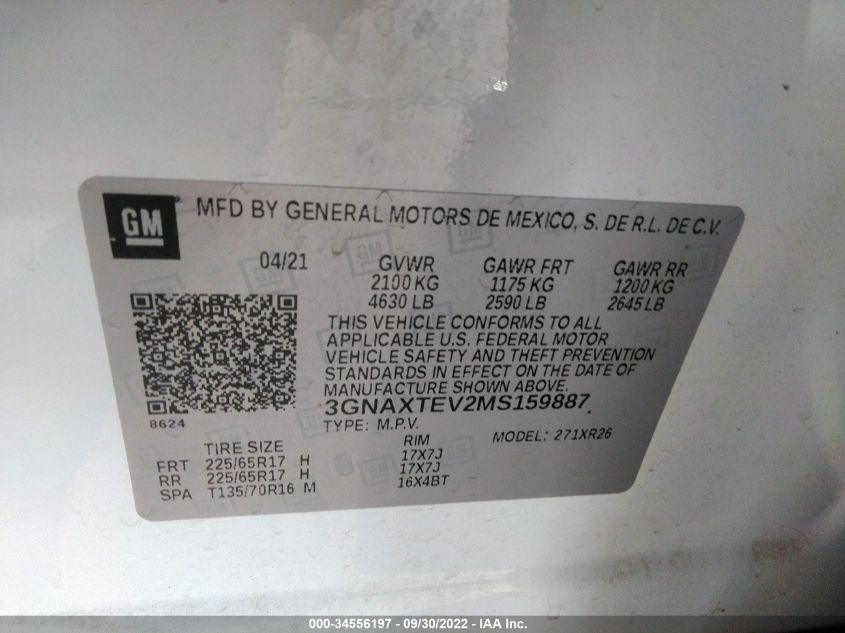 GM
MFD BY GENERAL MOTORS DE MEXICO, S. DE R.L. DE C.V.
04/21 GVWR GAWR FRT GAWR RR
2100 KG 1175 KG 1200 KG
4630 LB 2590 LB 2645 LB
THIS VEHICLE CONFORMS TO ALL
APPLICABLE U.S. FEDERAL MOTOR
VEHICLE SAFETY AND THEFT PREVENTION
STANDARDS IN EFFECT ON THE DATE OF
MANUFACTURE SHOWN ABOVE.
3GNAXTEV2MS159887
8624
TYPE: M.P.V. MODEL: 271XR26
TIRE SIZE RIM
FRT 225/65R17 H 17X7J
RR 225/65R17 H 17X7J
SPA T135/70R16 M 16X4BT
000-34556197 - 09/30/2022 - IAA Inc.